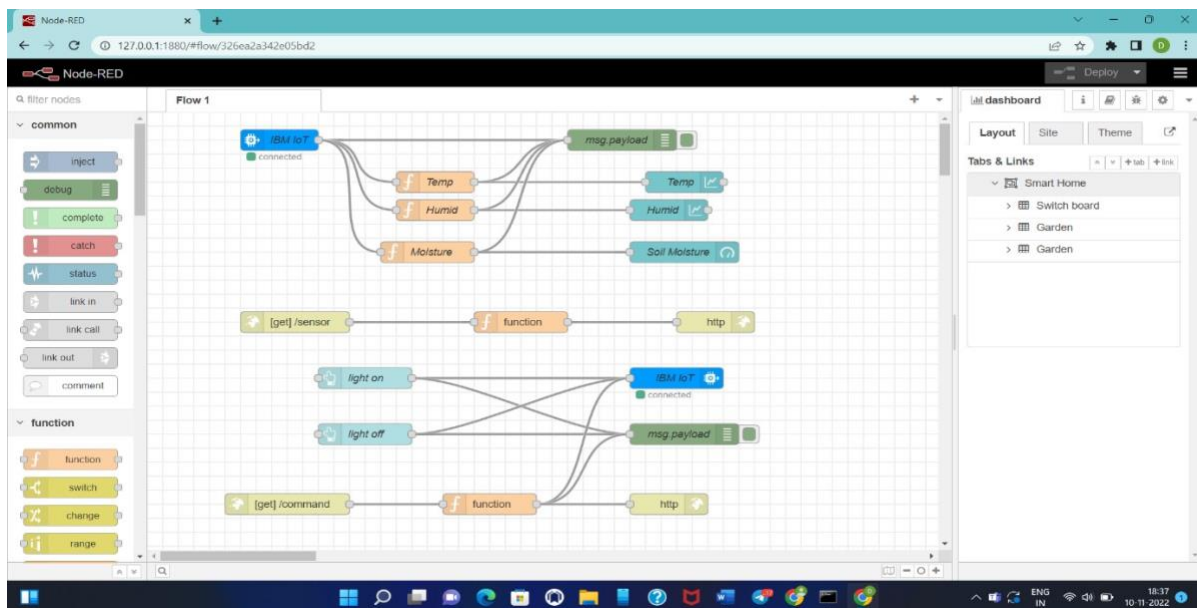 Node-RED
127.0.0.1:1880/#flow/326ea2a342e05bd2
D
Node-RED
Deploy
filter nodes
common
inject
debug
complete
catch
status
link in
link call
link out
comment
function
function
switch
change
range
Flow 1
IBM IoT
connected
msg.payload
Temp
Temp
Humid
Humid
Moisture
Soil Moisture
[get] /sensor
function
http
light on
IBM IoT
connected
light off
msg.payload
[get] /command
function
http
dashboard
Layout
Site
Theme
Tabs & Links
+ tab
+ link
Smart Home
Switch board
Garden
Garden
ENG
IN
18:37
10-11-2022
1